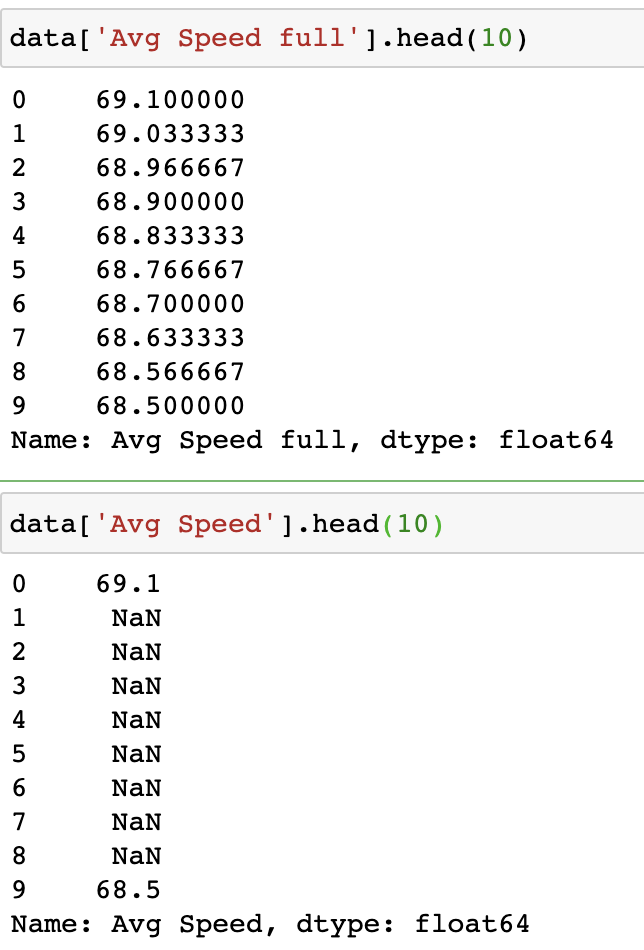 data['Avg Speed full'].head(10)
0    69.100000
1    69.033333
2    68.966667
3    68.900000
4    68.833333
5    68.766667
6    68.700000
7    68.633333
8    68.566667
9    68.500000
Name: Avg Speed full, dtype: float64
data['Avg Speed'].head(10)
0    69.1
1     NaN
2     NaN
3     NaN
4     NaN
5     NaN
6     NaN
7     NaN
8     NaN
9    68.5
Name: Avg Speed, dtype: float64